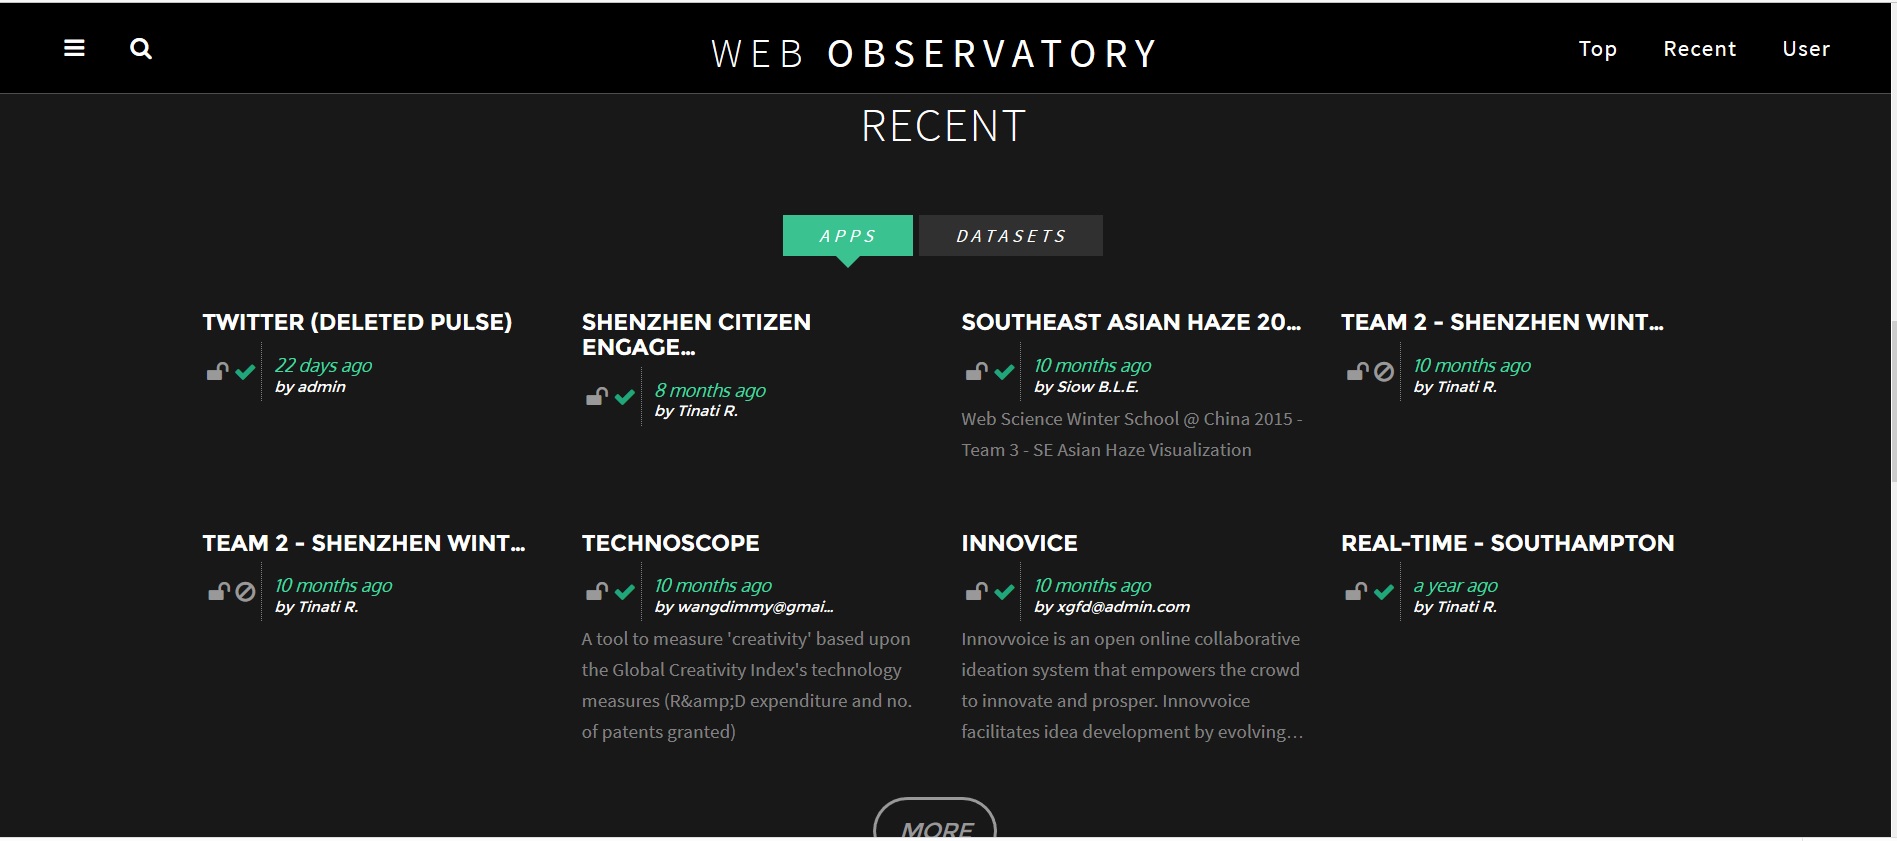 WEB OBSERVATORY
Top Recent User
RECENT
APPS
DATASETS
TWITTER (DELETED PULSE)
22 days ago
by admin
SHENZHEN CITIZEN
ENGAGE...
8 months ago
by Tinati R.
SOUTHEAST ASIAN HAZE 20...
10 months ago
by Siow B.L.E.
Web Science Winter School @ China 2015 -
Team 3 - SE Asian Haze Visualization
TEAM 2 - SHENZHEN WINT...
10 months ago
by Tinati R.
TEAM 2 - SHENZHEN WINT...
10 months ago
by Tinati R.
TECHNOSCOPE
10 months ago
by wangdimmy@gmai...
A tool to measure 'creativity' based upon
the Global Creativity Index's technology
measures (R&amp;D expenditure and no.
of patents granted)
INNOVICE
10 months ago
by xgfd@admin.com
Innovvoice is an open online collaborative
ideation system that empowers the crowd
to innovate and prosper. Innovvoice
facilitates idea development by evolving...
REAL-TIME - SOUTHAMPTON
a year ago
by Tinati R.
MORE